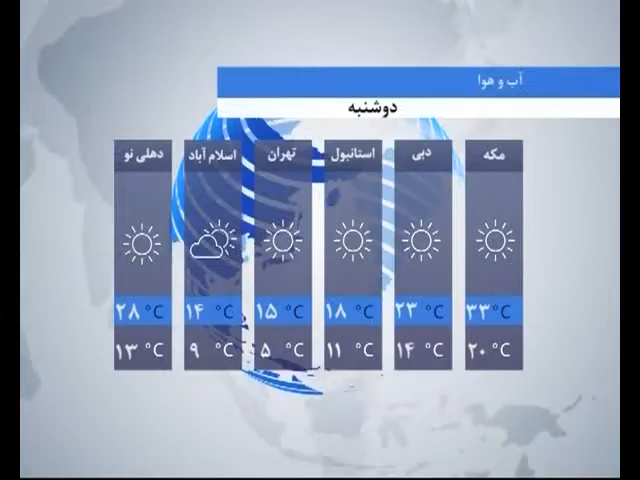 آب و هوا
دوشنبه
مکه دبی استانبول تهران اسلام آباد دهلی نو
۳۳°C ۲۳°C ۱۸°C ۱۵°C ۱۴°C ۲۸°C
۲۰°C ۱۴°C ۱۱°C ۵°C ۹°C ۱۳°C